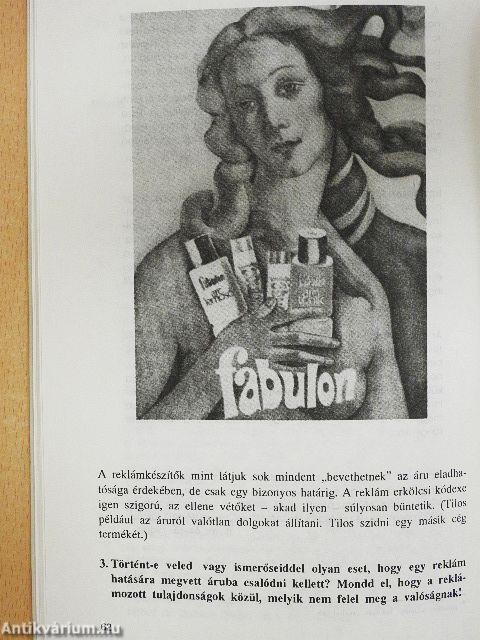 fabulon
A reklámkészítők mint látjuk sok mindent „bevethetnek” az áru eladha-
tósága érdekében, de csak egy bizonyos határig. A reklám erkölcsi kódexe
igen szigorú, az ellene vétőket – akad ilyen – súlyosan büntetik. (Tilos
például az áruról valótlan dolgokat állítani. Tilos szidni egy másik cég
termékét.)
3. Történt-e veled vagy ismerőseiddel olyan eset, hogy egy reklám
hatására megvett áruba csalódni kellett? Mondd el, hogy a reklá-
mozott tulajdonságok közül, melyik nem felel meg a valóságnak!
62
Antikvárium.hu